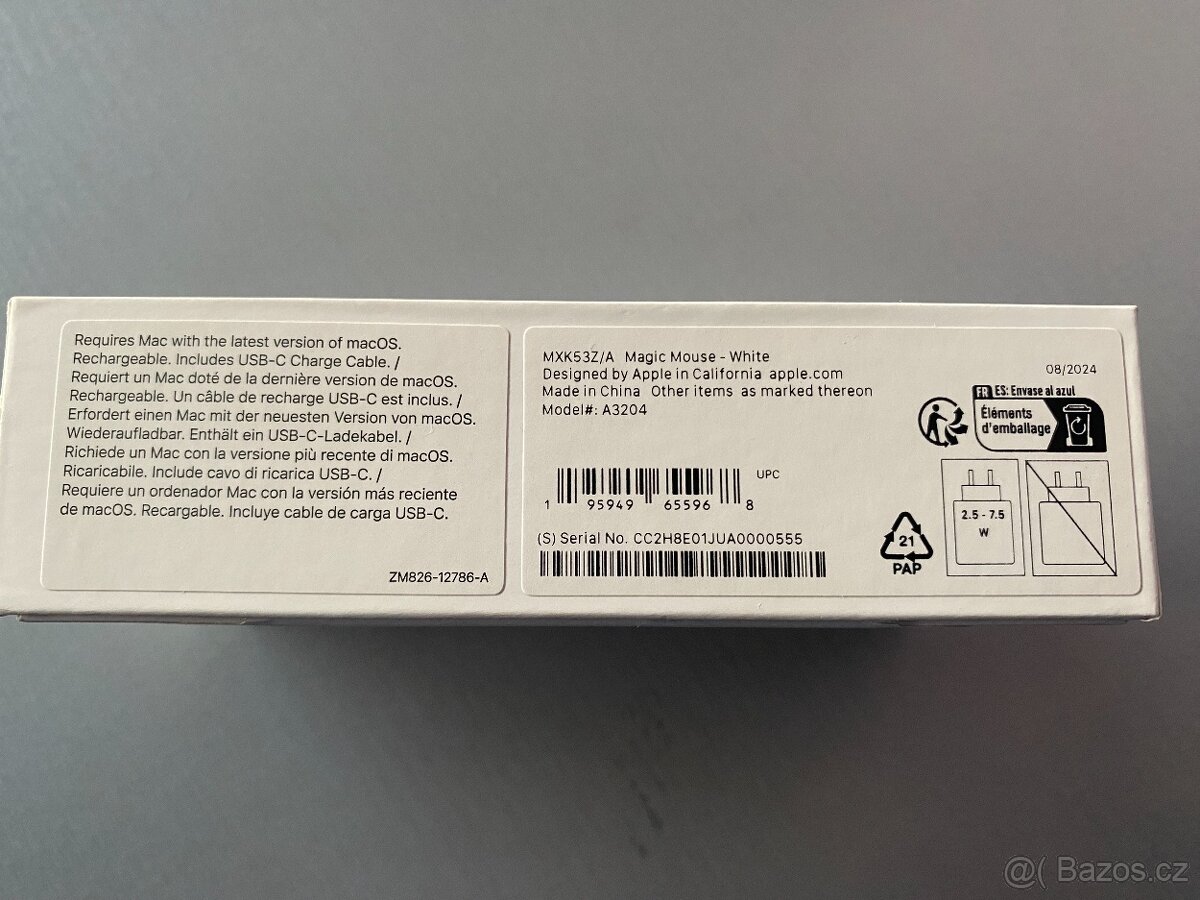 Requires Mac with the latest version of macOS.
Rechargeable. Includes USB-C Charge Cable. /
Requiert un Mac doté de la dernière version de macOS.
Rechargeable. Un câble de recharge USB-C est inclus. /
Erfordert einen Mac mit der neuesten Version von macOS.
Wiederaufladbar. Enthält ein USB-C-Ladekabel. /
Richiede un Mac con la versione più recente di macOS.
Ricaricabile. Include cavo di ricarica USB-C. /
Requiere un ordenador Mac con la versión más reciente
de macOS. Recargable. Incluye cable de carga USB-C.
ZM826-12786-A
MXK53Z/A Magic Mouse - White
Designed by Apple in California apple.com
Made in China Other items as marked thereon
Model#: A3204
08/2024
FR ES: Envase al azul
Éléments
d'emballage
UPC
1 95949 65596 8
(S) Serial No. CC2H8E01JUA0000555
21
PAP
2.5 - 7.5
W
@( Bazos.cz